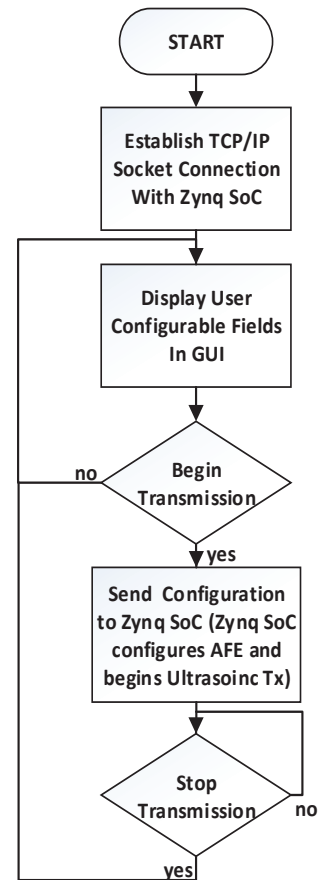 START
Establish TCP/IP
Socket Connection
With Zynq SoC
Display User
Configurable Fields
In GUI
no
Begin
Transmission
yes
Send Configuration
to Zynq SoC (Zynq SoC
configures AFE and
begins Ultrasoinc Tx)
Stop
Transmission
no
yes